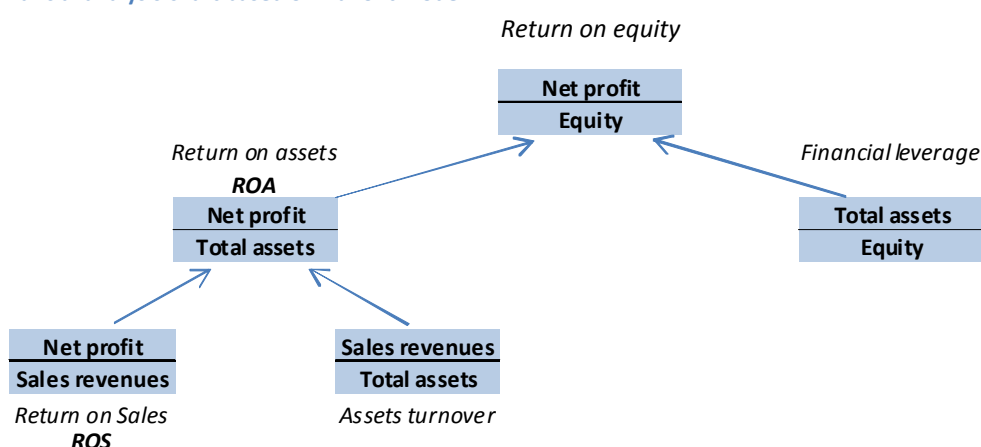 Return on equity
Net profit
Equity
Return on assets
ROA
Net profit
Total assets
Financial leverage
Total assets
Equity
Net profit
Sales revenues
Return on Sales
ROS
Sales revenues
Total assets
Assets turnover